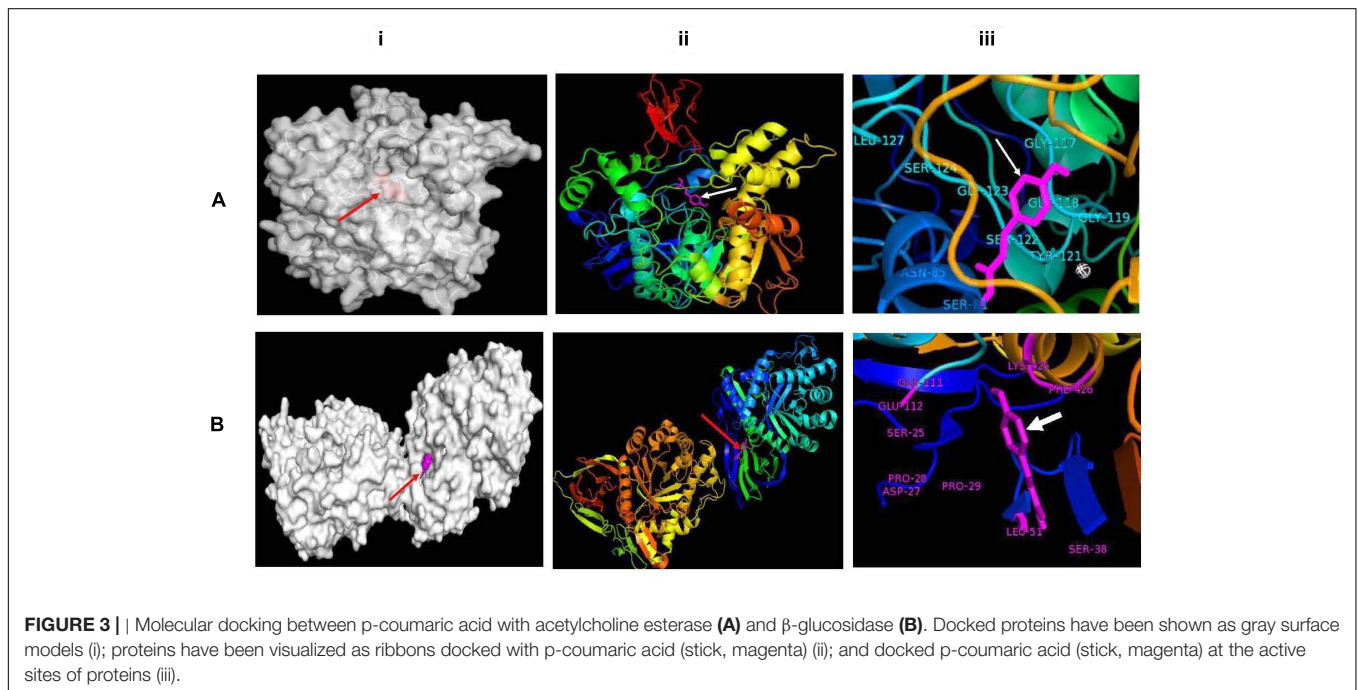 i
ii
iii
A
LEU-127
SER-124
GLY-117
GLY-123
GLY-118
GLY-119
SER-122
TYR-121
ASN-85
SER-81
B
LYS-425
PHE-426
GLU-111
GLU-112
SER-25
PRO-28
ASP-27
PRO-29
LEU-51
SER-38
FIGURE 3 | | Molecular docking between p-coumaric acid with acetylcholine esterase (A) and β-glucosidase (B). Docked proteins have been shown as gray surface
models (i); proteins have been visualized as ribbons docked with p-coumaric acid (stick, magenta) (ii); and docked p-coumaric acid (stick, magenta) at the active
sites of proteins (iii).